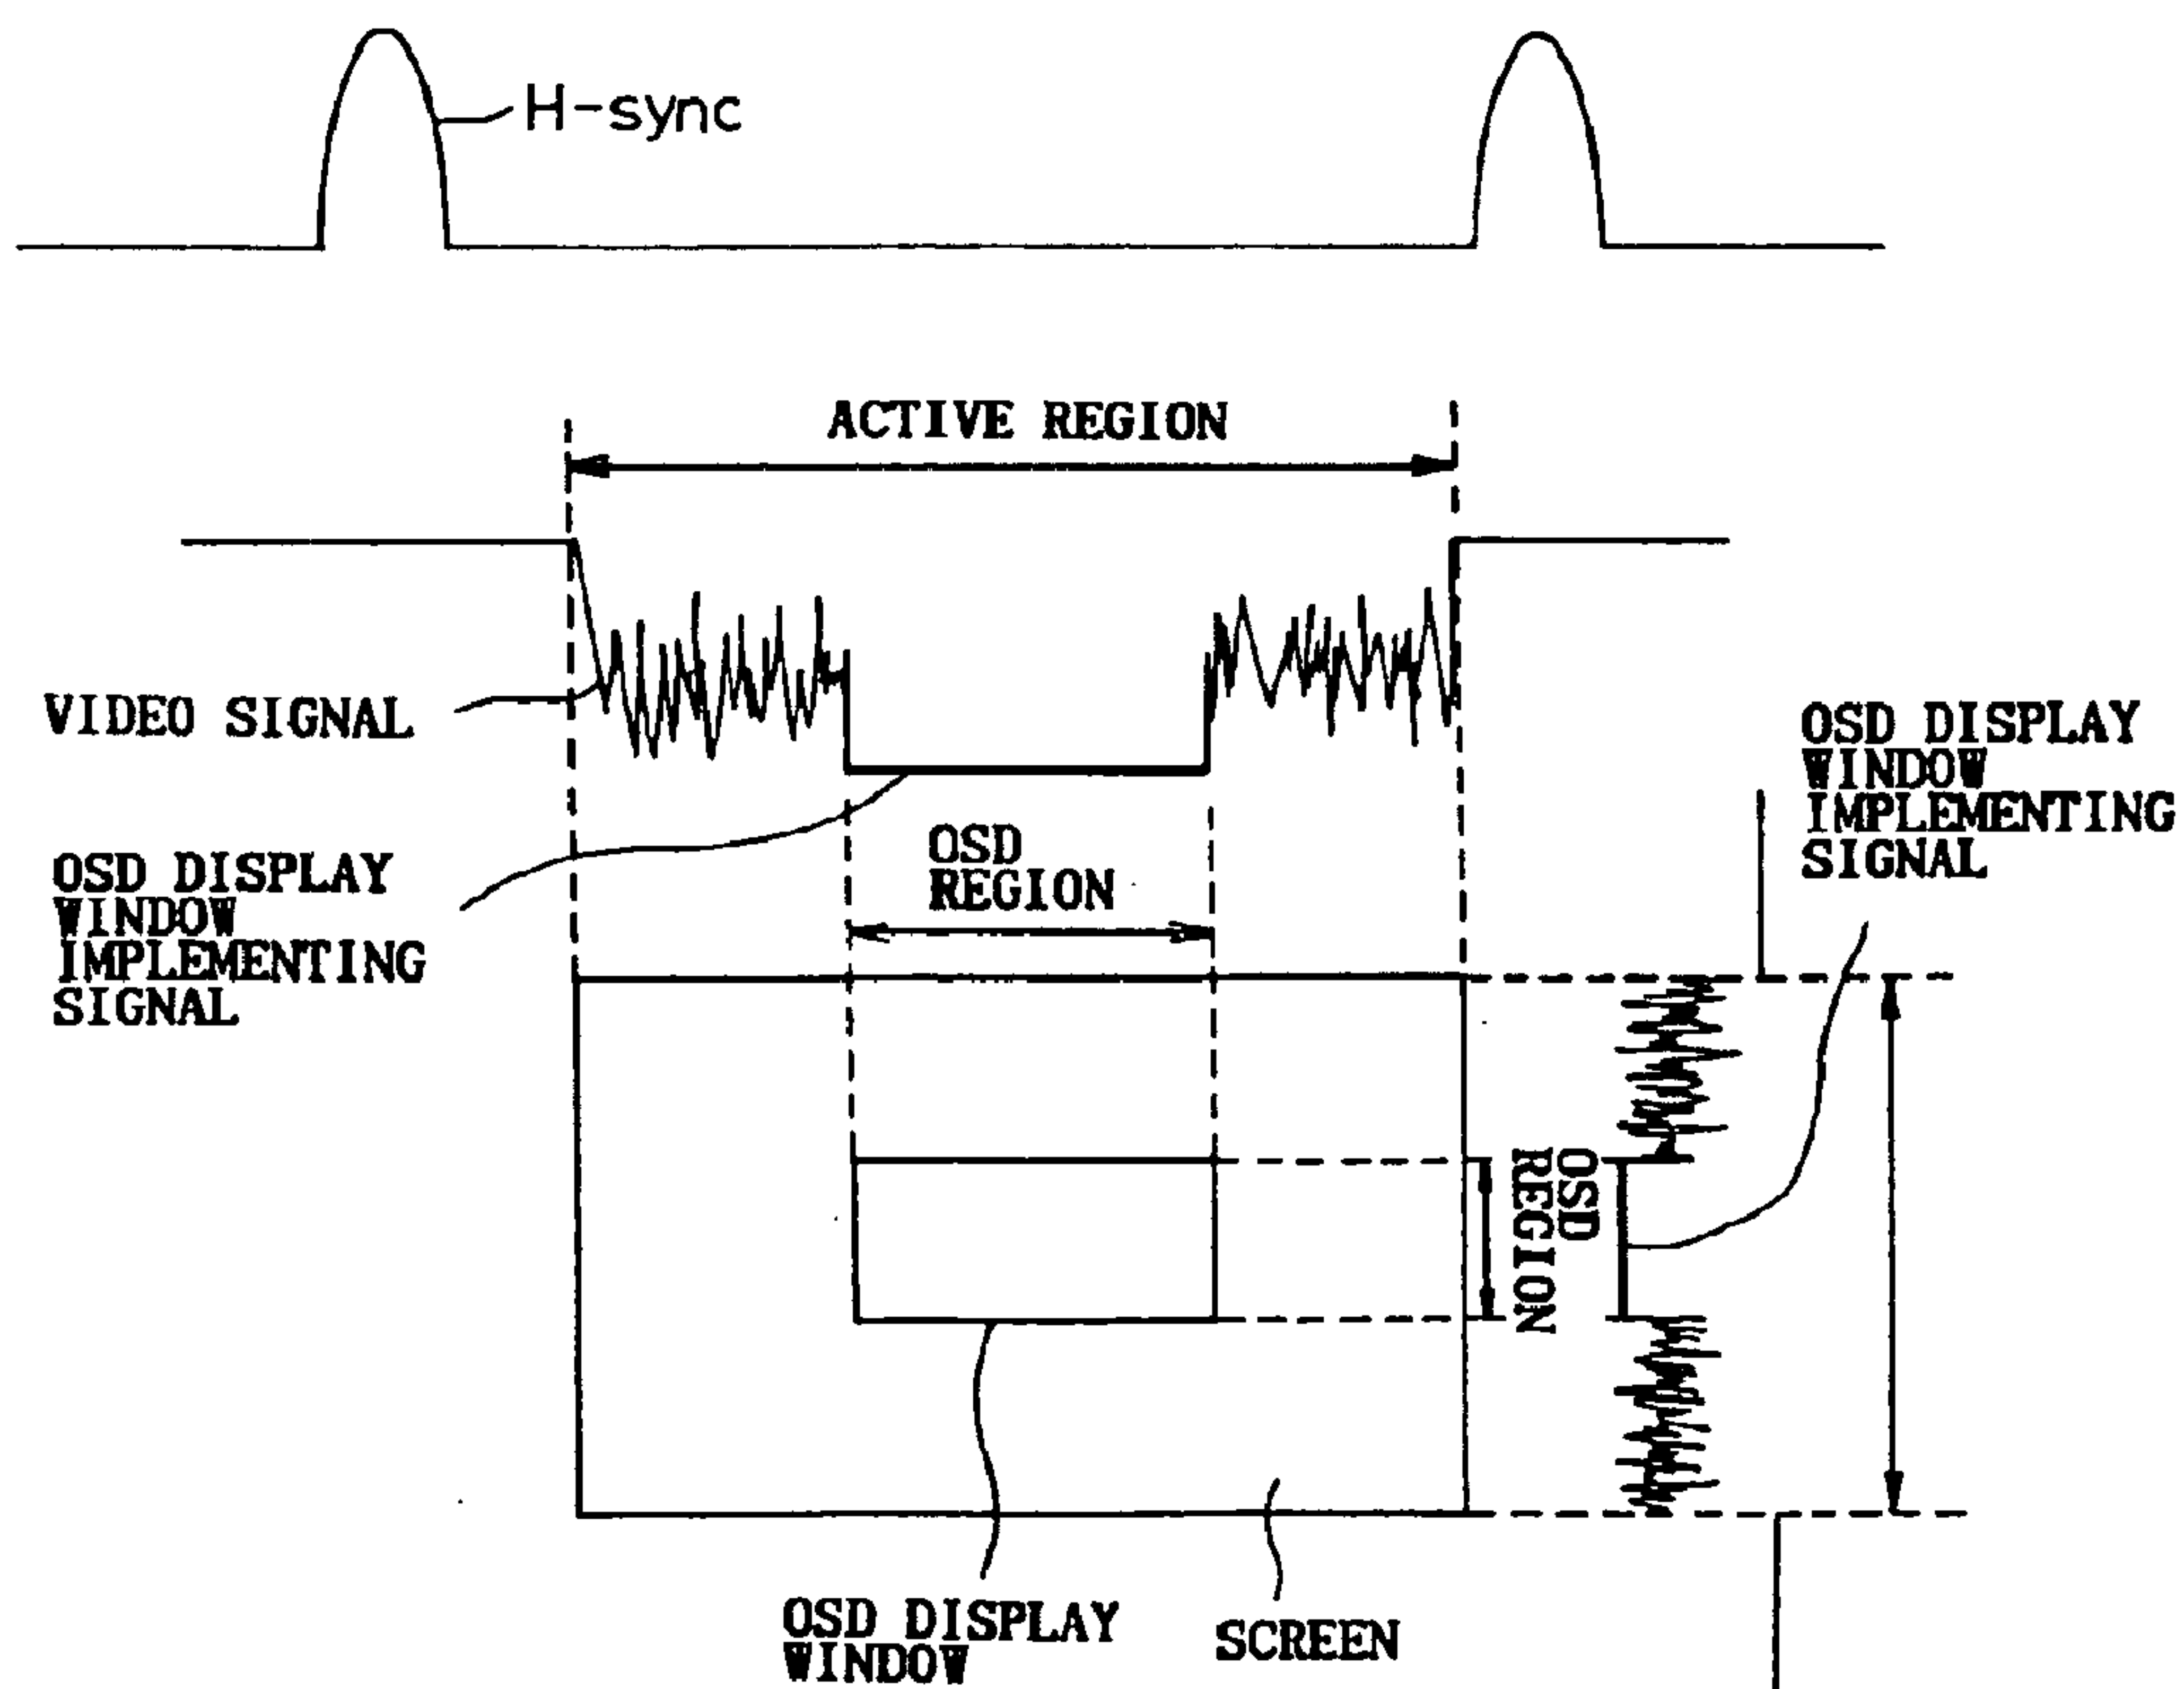 H-sync
ACTIVE REGION
VIDEO SIGNAL
OSD DISPLAY
WINDOW
IMPLEMENTING
SIGNAL
OSD DISPLAY
WINDOW
IMPLEMENTING
SIGNAL
OSD
REGION
OSD
REGION
OSD DISPLAY
WINDOW
SCREEN